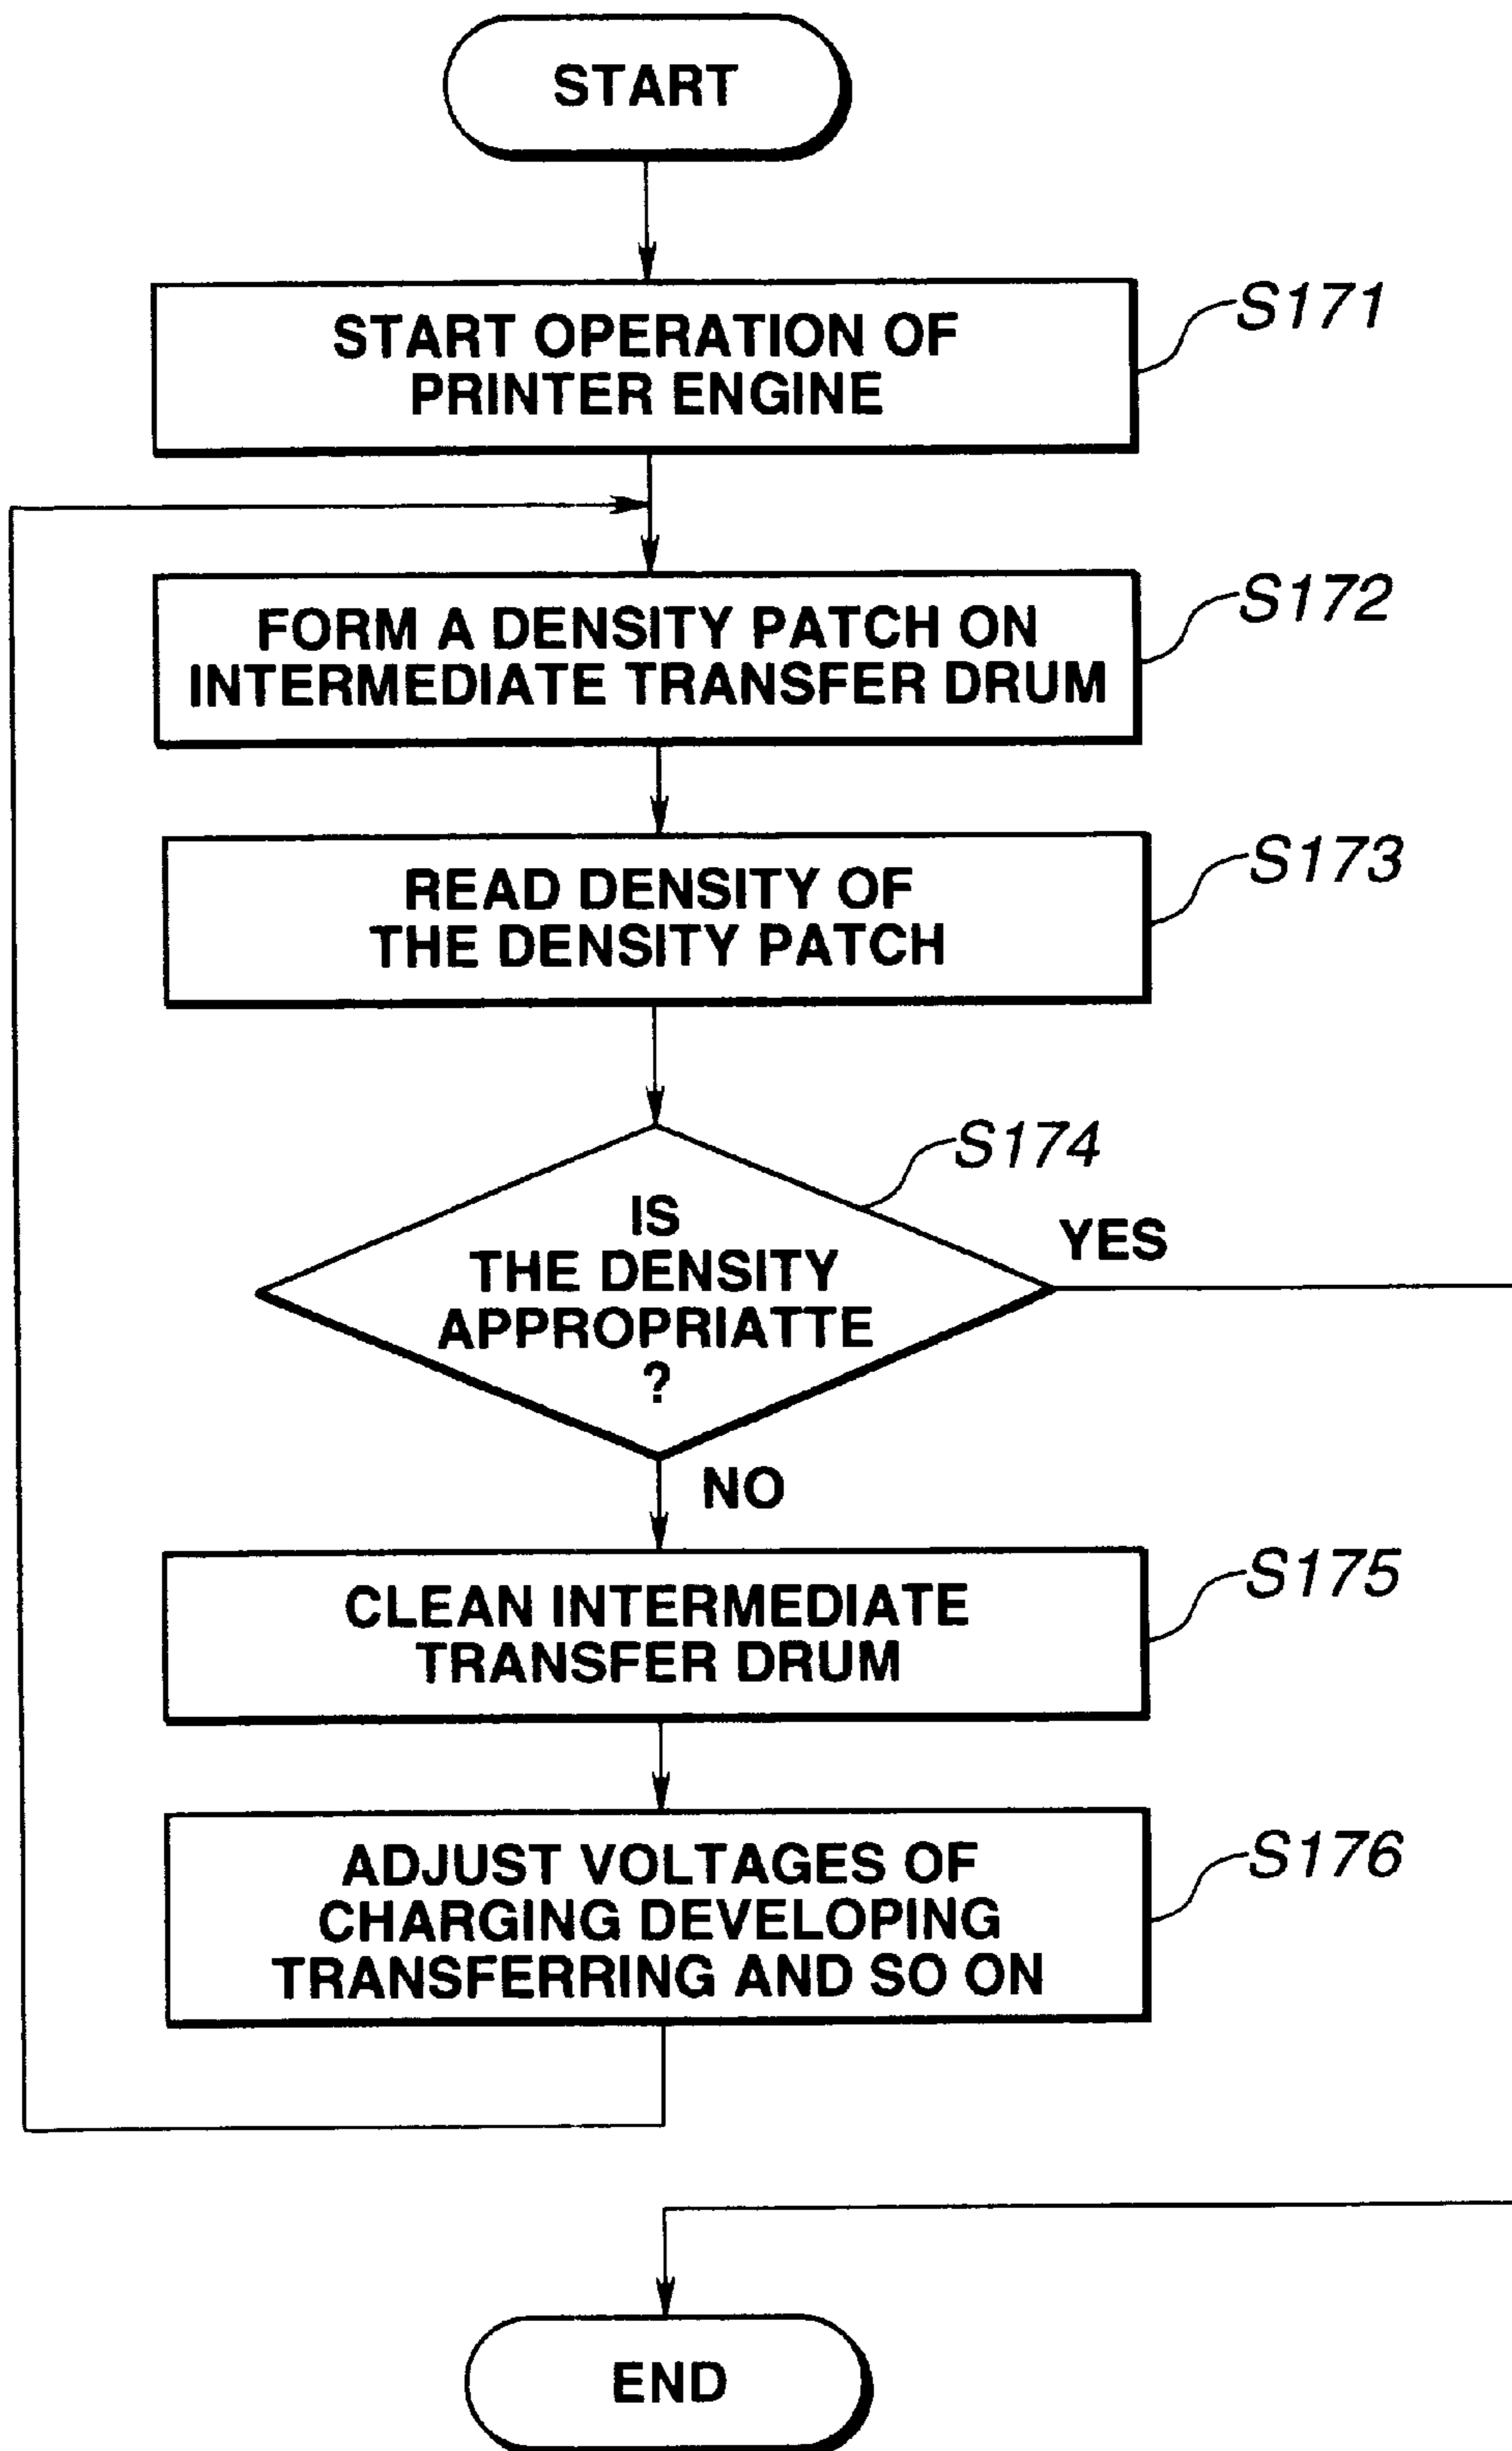 START
START OPERATION OF
PRINTER ENGINE
S171
FORM A DENSITY PATCH ON
INTERMEDIATE TRANSFER DRUM
S172
READ DENSITY OF
THE DENSITY PATCH
S173
IS
THE DENSITY
APPROPRIATTE
?
S174
YES
NO
CLEAN INTERMEDIATE
TRANSFER DRUM
S175
ADJUST VOLTAGES OF
CHARGING DEVELOPING
TRANSFERRING AND SO ON
S176
END